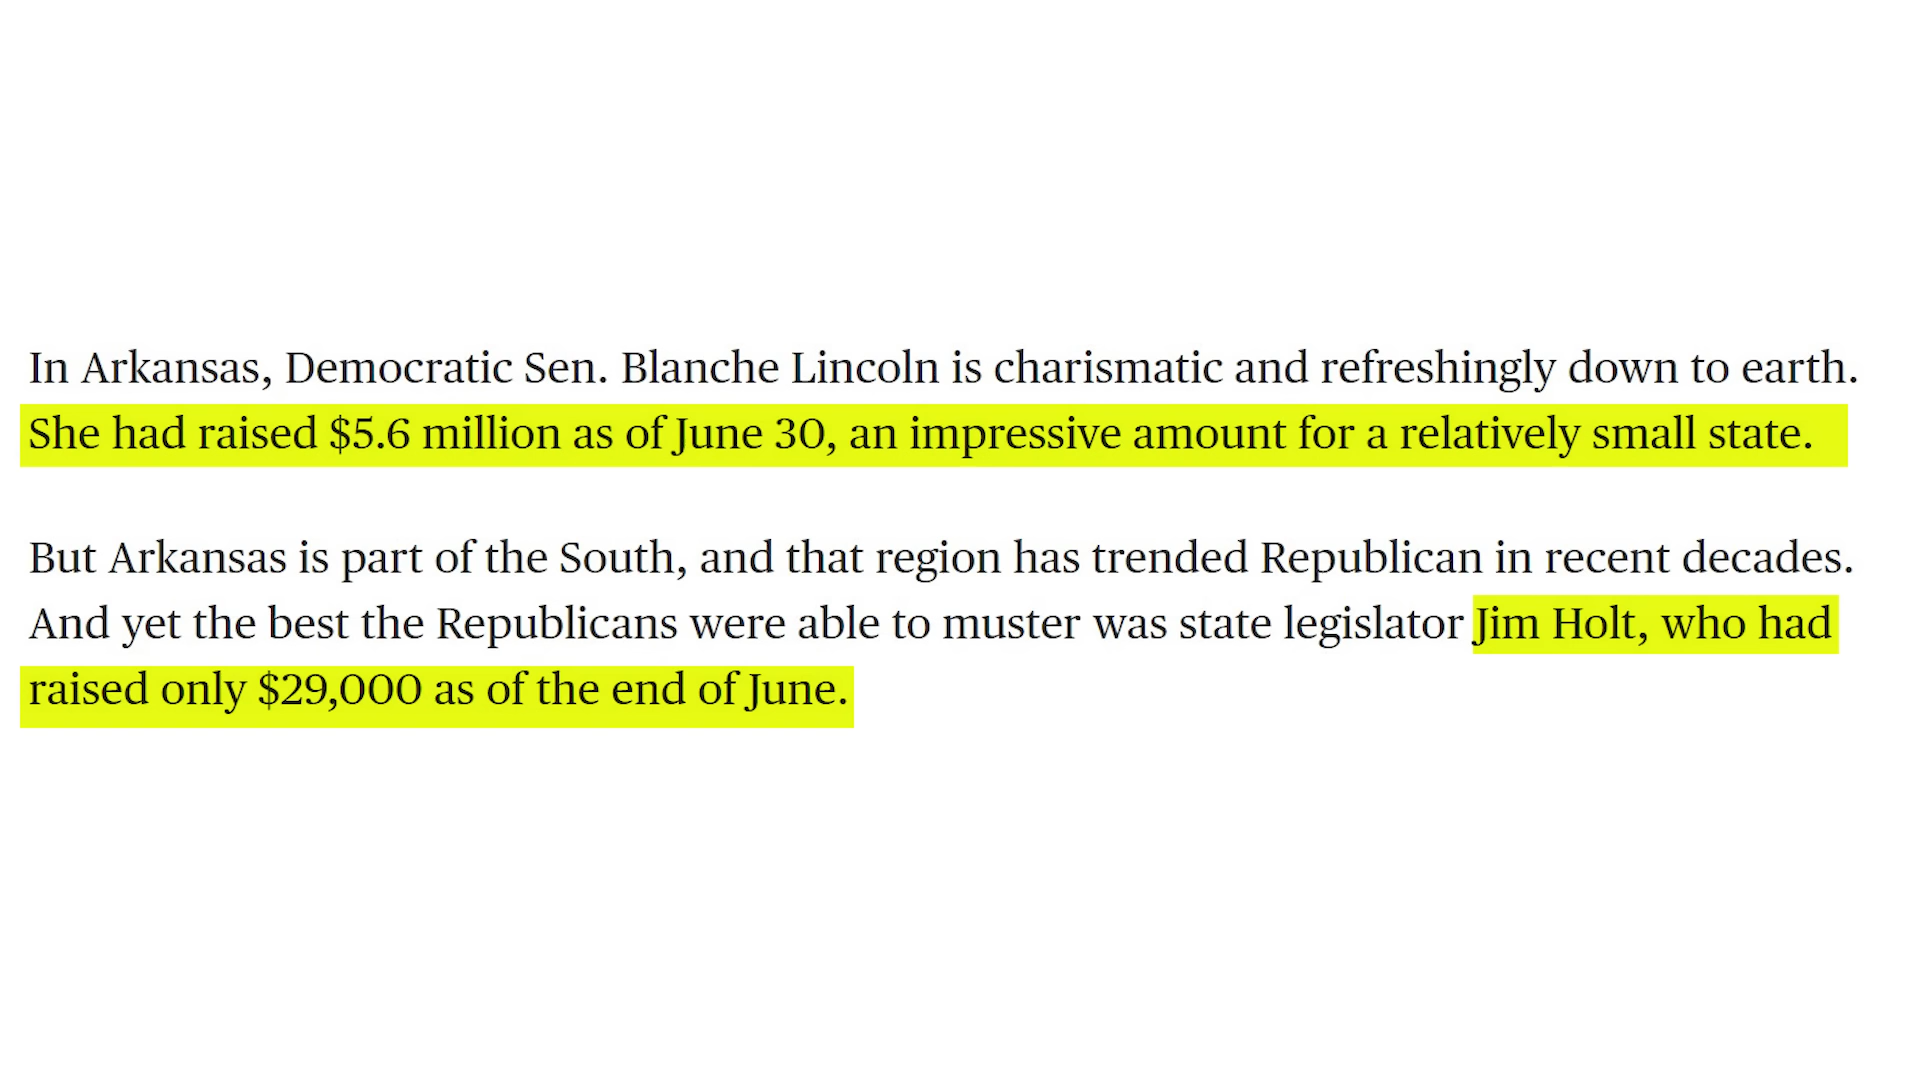 In Arkansas, Democratic Sen. Blanche Lincoln is charismatic and refreshingly down to earth.
She had raised $5.6 million as of June 30, an impressive amount for a relatively small state.
But Arkansas is part of the South, and that region has trended Republican in recent decades.
And yet the best the Republicans were able to muster was state legislator Jim Holt, who had
raised only $29,000 as of the end of June.